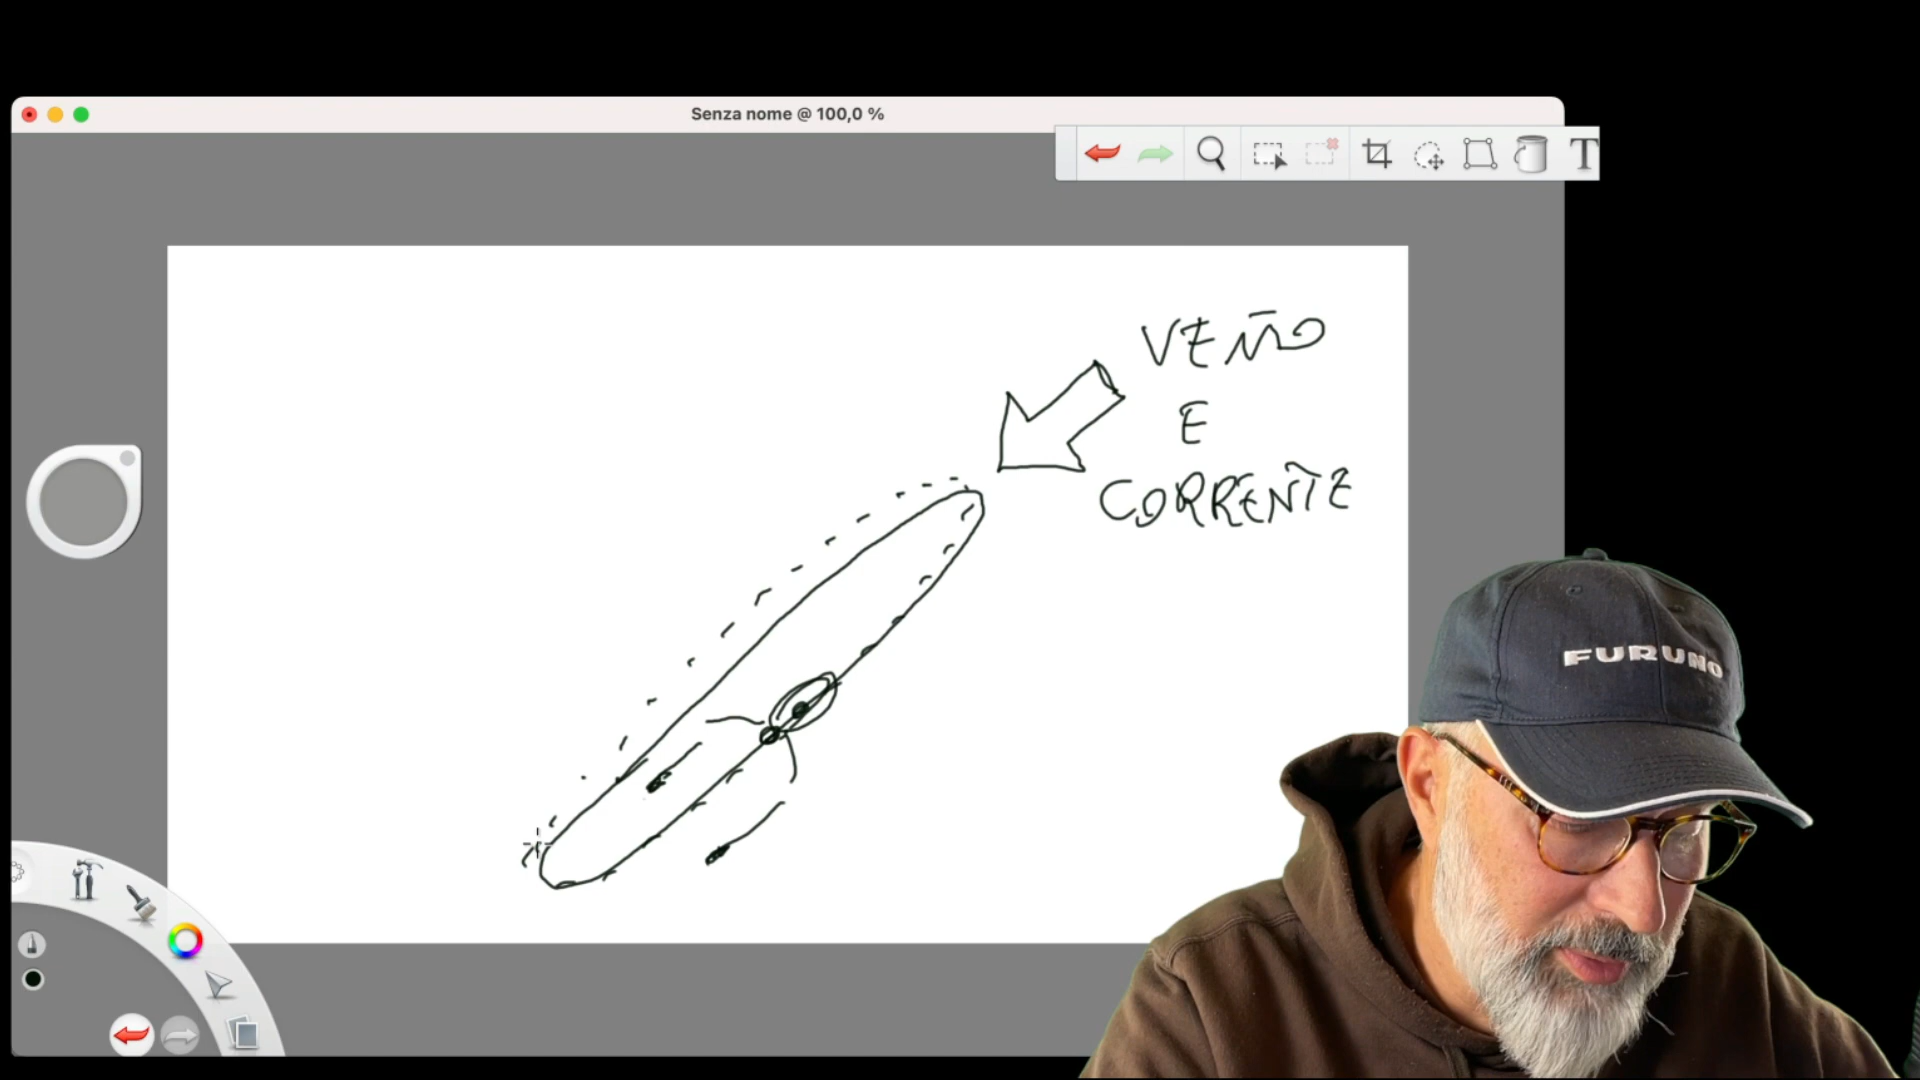 Senza nome @ 100,0 %
T
VENTO
E
CORRENTE
FURUNO